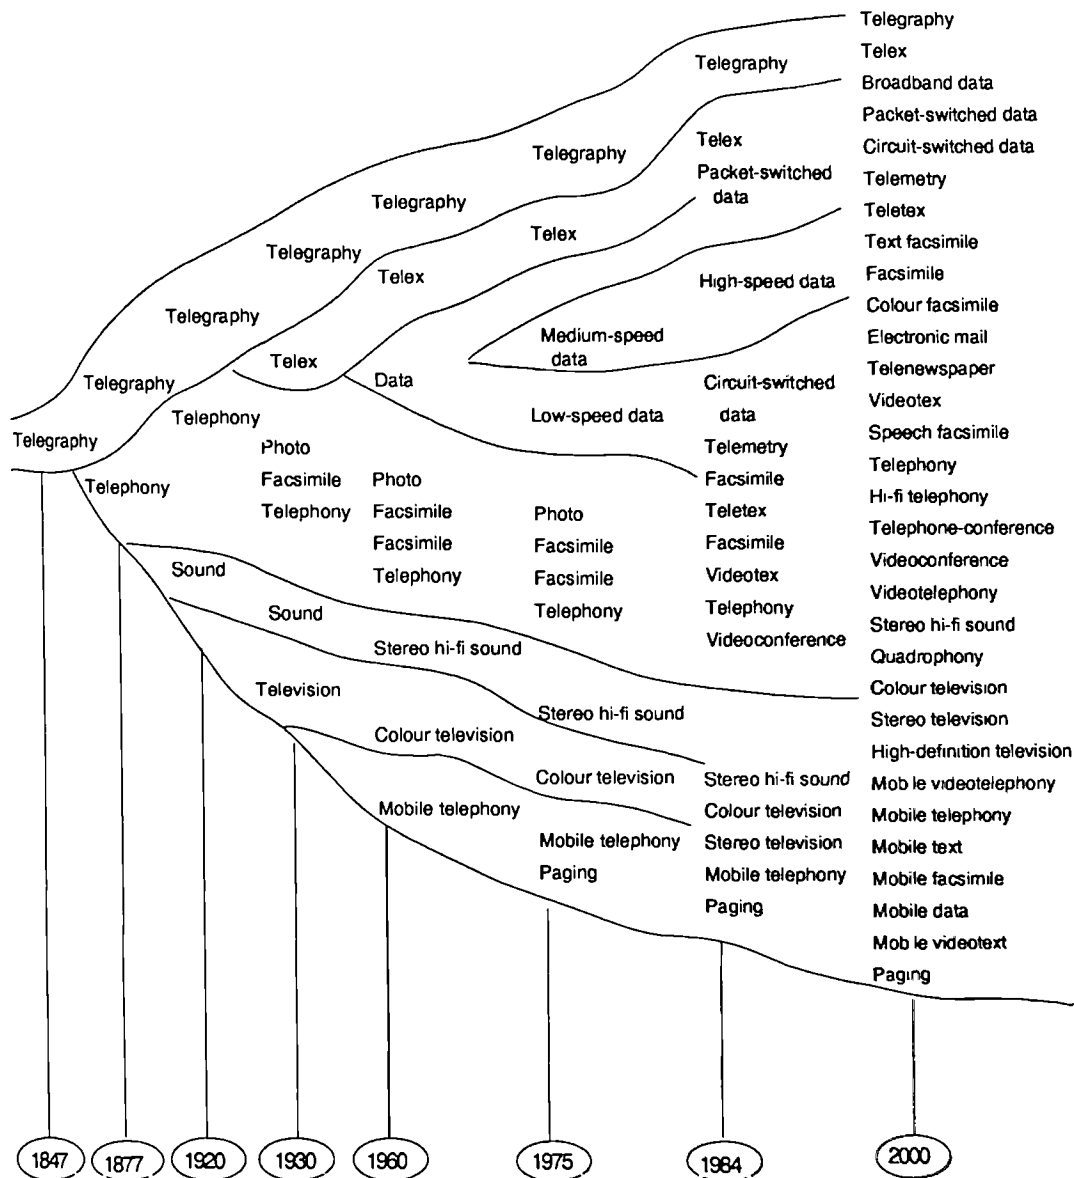 Telegraphy
Telegraphy
Telephony
Telegraphy
Telephony
Sound
Telegraphy
Telex
Photo
Facsimile
Telephony
Sound
Television
Telegraphy
Telex
Data
Photo
Facsimile
Facsimile
Telephony
Stereo hi-fi sound
Colour television
Mobile telephony
Telegraphy
Telex
Medium-speed
data
Low-speed data
Photo
Facsimile
Facsimile
Telephony
Stereo hi-fi sound
Colour television
Mobile telephony
Paging
Telegraphy
Telex
Packet-switched
data
High-speed data
Circuit-switched
data
Telemetry
Facsimile
Teletex
Facsimile
Videotex
Telephony
Videoconference
Stereo hi-fi sound
Colour television
Stereo television
Mobile telephony
Paging
Telegraphy
Telex
Broadband data
Packet-switched data
Circuit-switched data
Telemetry
Teletex
Text facsimile
Facsimile
Colour facsimile
Electronic mail
Telenewspaper
Videotex
Speech facsimile
Telephony
Hi-fi telephony
Telephone-conference
Videoconference
Videotelephony
Stereo hi-fi sound
Quadrophony
Colour television
Stereo television
High-definition television
Mobile videotelephony
Mobile telephony
Mobile text
Mobile facsimile
Mobile data
Mobile videotext
Paging
1847
1877
1920
1930
1960
1975
1984
2000